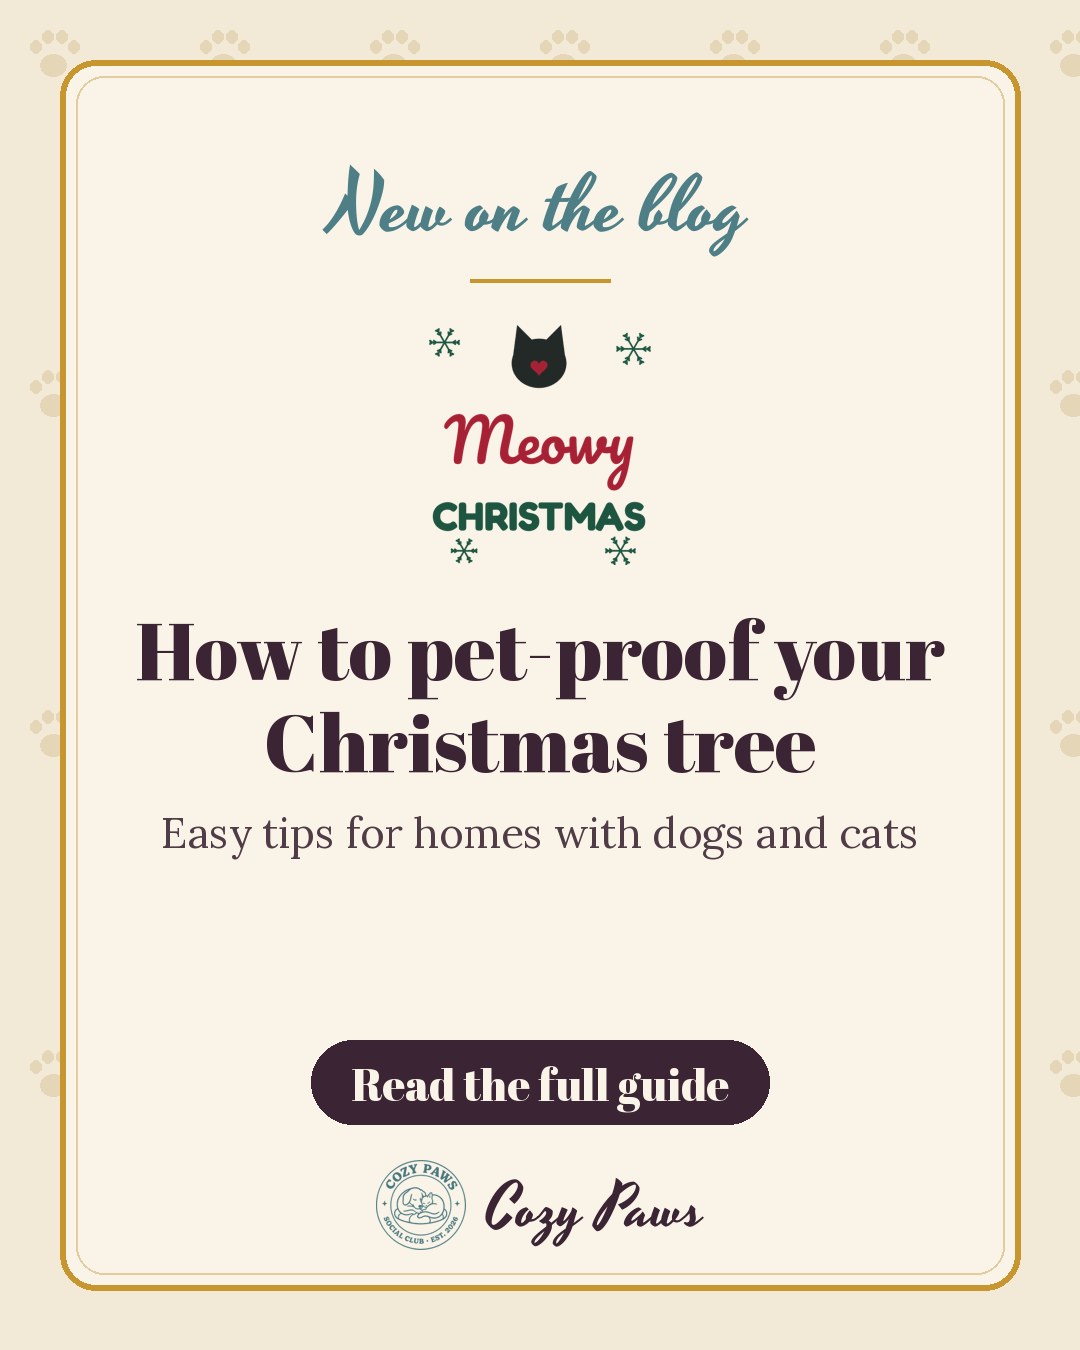 New on the blog
Meowy
CHRISTMAS
How to pet-proof your
Christmas tree
Easy tips for homes with dogs and cats
Read the full guide
COZY PAWS
SOCIAL CLUB · EST. 2026
Cozy Paws